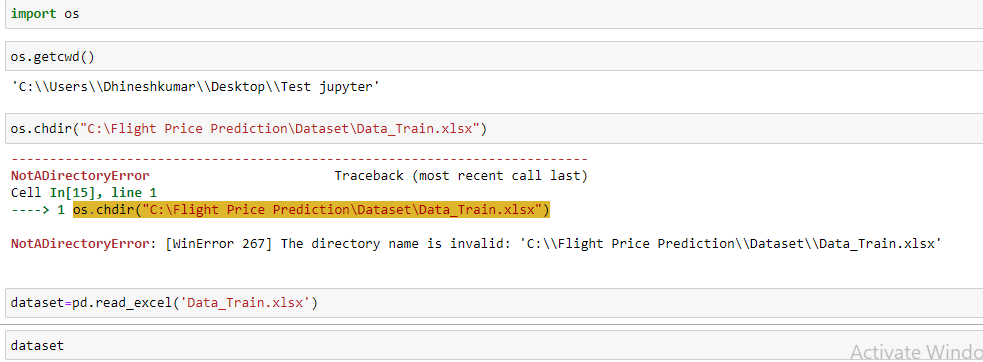 import os
os.getcwd()
'C:\\Users\\Dhineshkumar\\Desktop\\Test jupyter'
os.chdir("C:\Flight Price Prediction\Dataset\Data_Train.xlsx")
---------------------------------------------------------------------------
NotADirectoryError                        Traceback (most recent call last)
Cell In[15], line 1
----> 1 os.chdir("C:\Flight Price Prediction\Dataset\Data_Train.xlsx")
NotADirectoryError: [WinError 267] The directory name is invalid: 'C:\\Flight Price Prediction\\Dataset\\Data_Train.xlsx'
dataset=pd.read_excel('Data_Train.xlsx')
dataset
Activate Windo